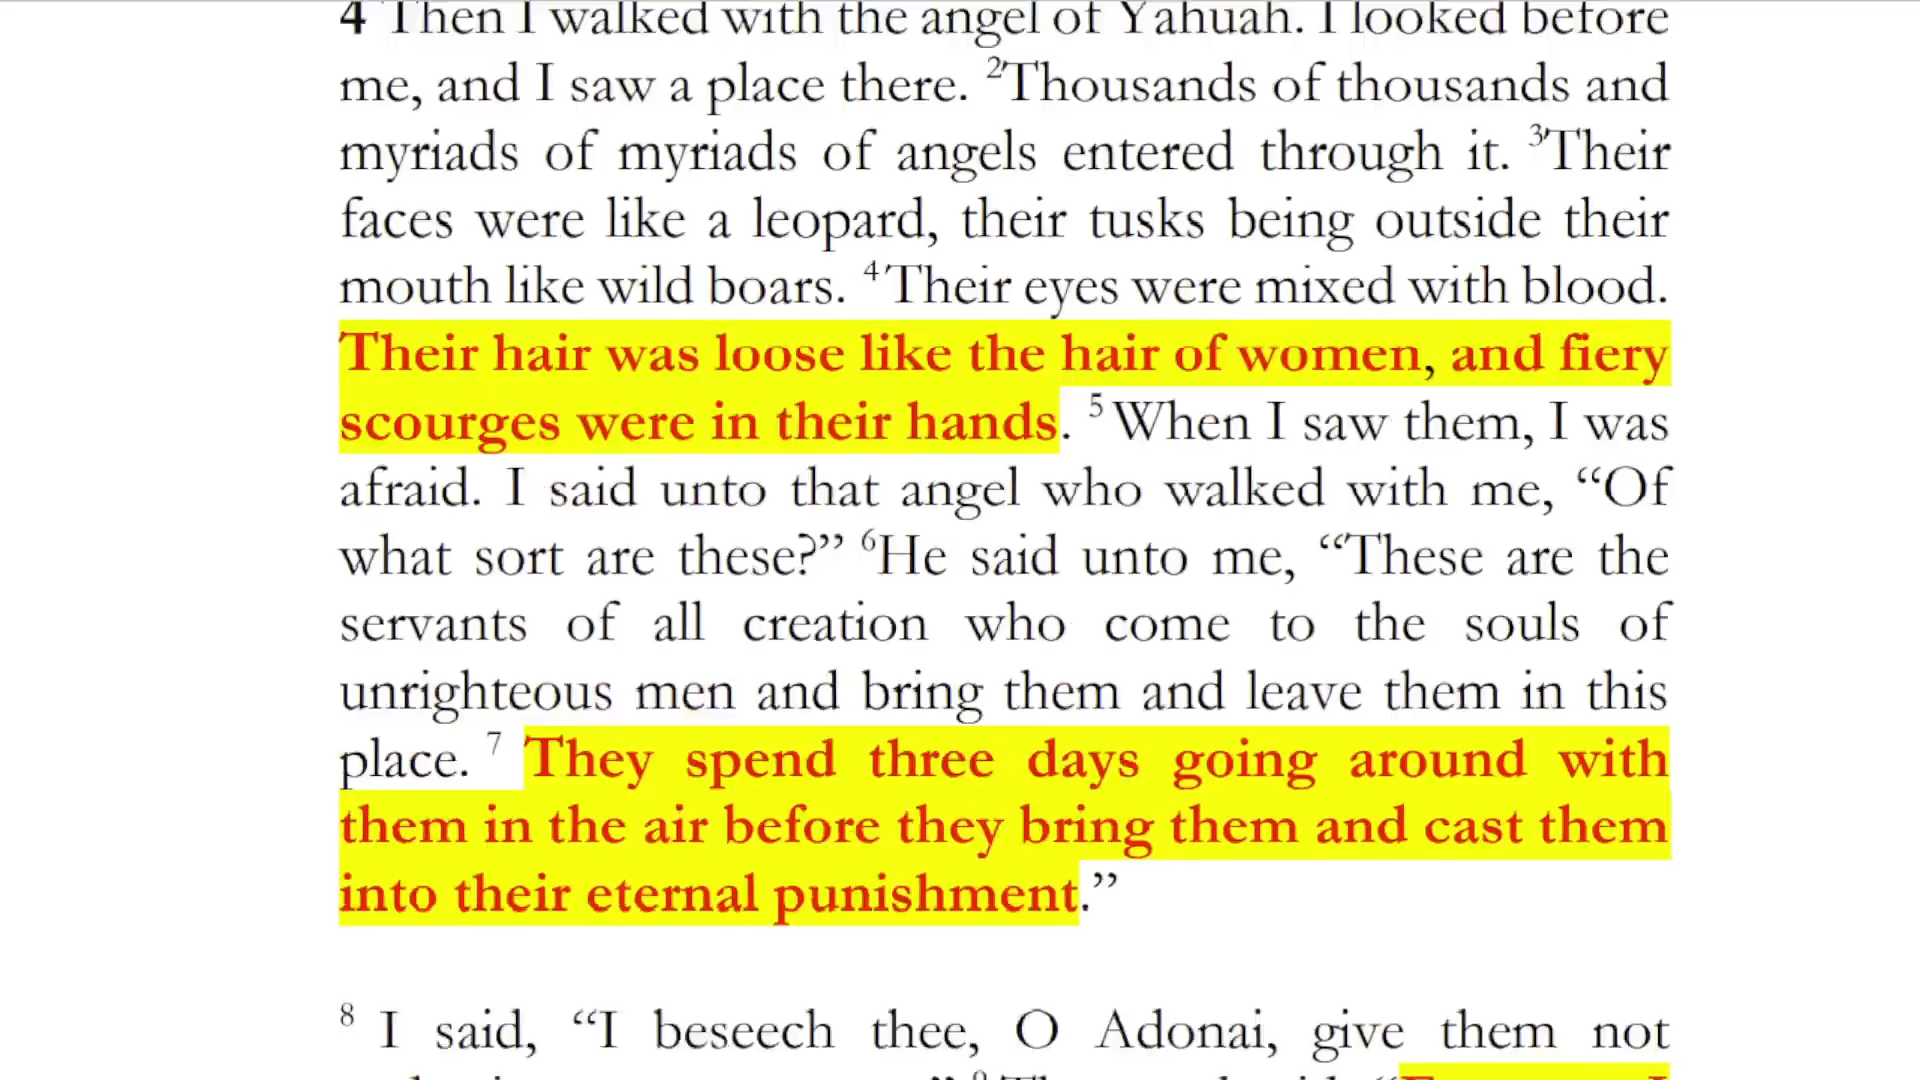 4 Then I walked with the angel of Yahuah. I looked before
me, and I saw a place there. ²Thousands of thousands and
myriads of myriads of angels entered through it. ³Their
faces were like a leopard, their tusks being outside their
mouth like wild boars. ⁴Their eyes were mixed with blood.
Their hair was loose like the hair of women, and fiery
scourges were in their hands. ⁵When I saw them, I was
afraid. I said unto that angel who walked with me, “Of
what sort are these?” ⁶He said unto me, “These are the
servants of all creation who come to the souls of
unrighteous men and bring them and leave them in this
place. ⁷ They spend three days going around with
them in the air before they bring them and cast them
into their eternal punishment.”
⁸ I said, “I beseech thee, O Adonai, give them not